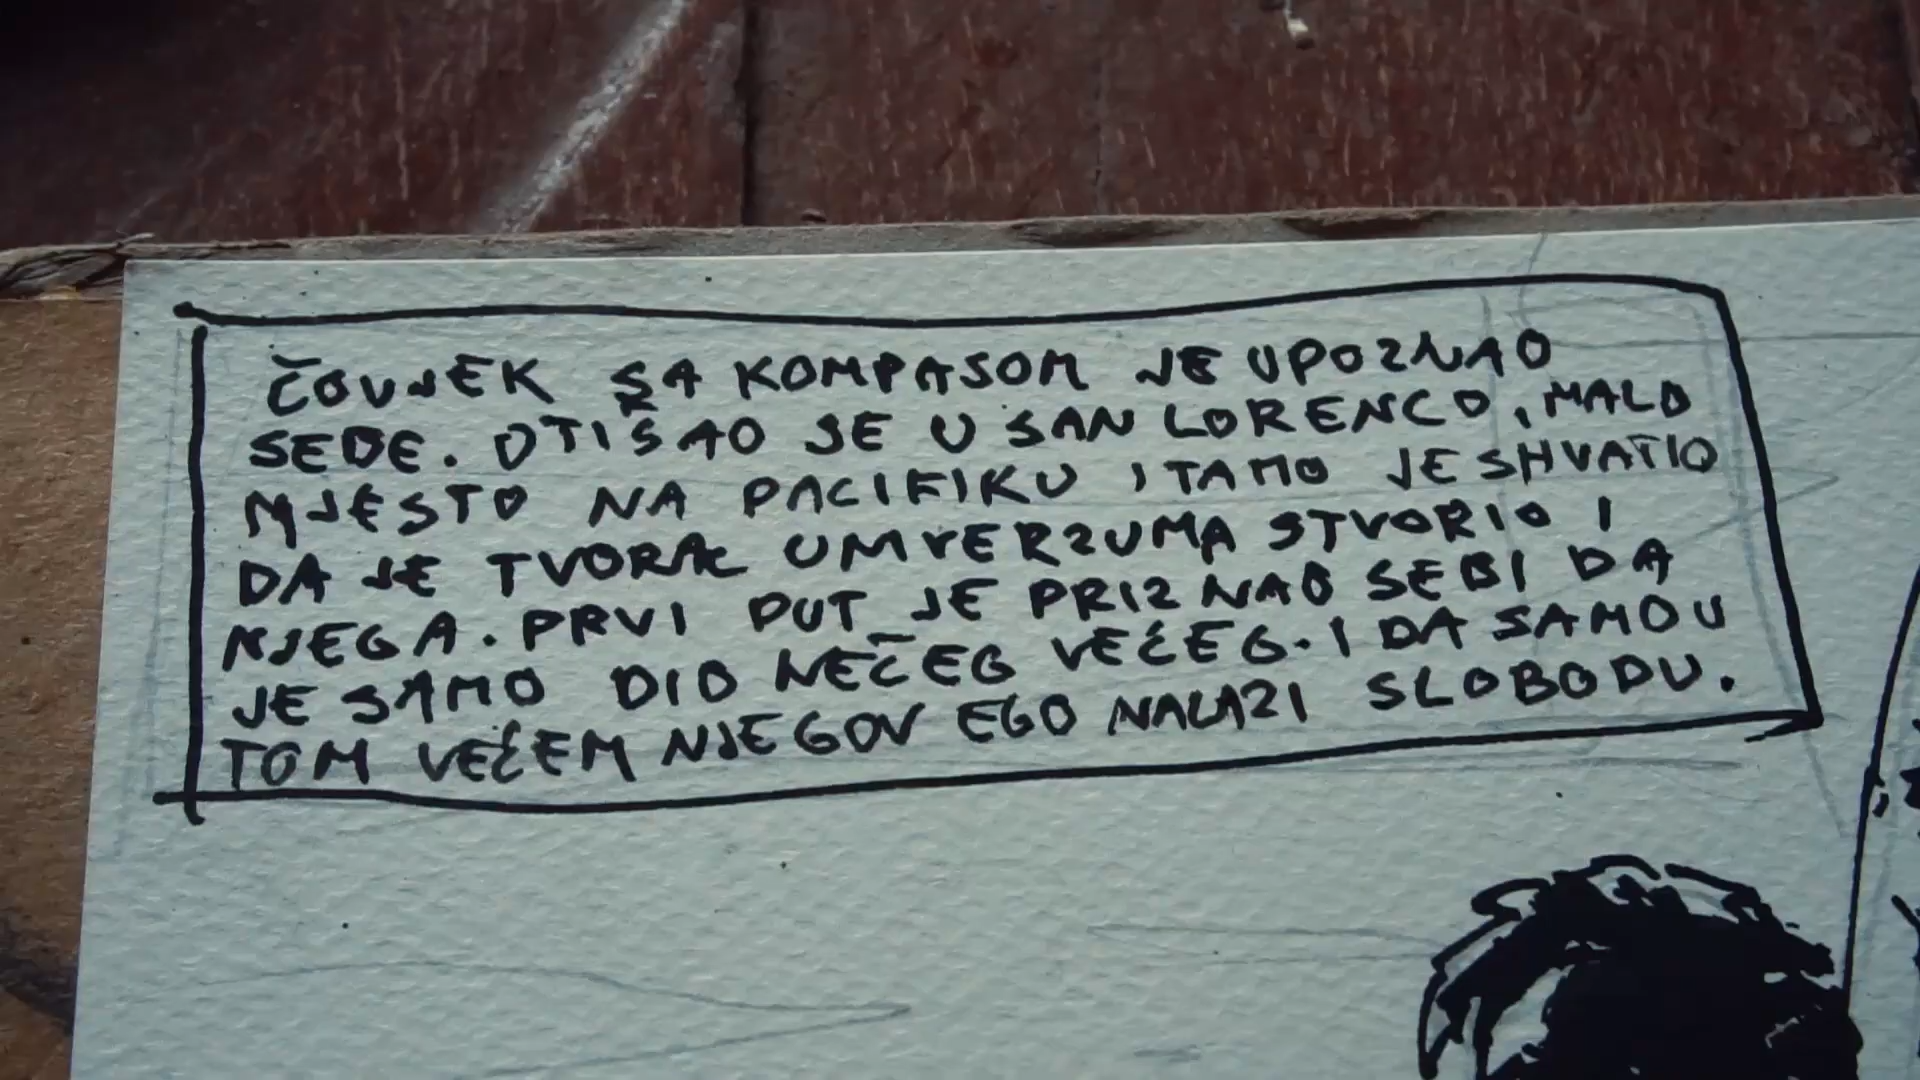 ČOVJEK SA KOMPASOM JE UPOZNAO
SEBE. OTIŠAO JE U SAN LORENCO, MALO
MJESTO NA PACIFIKU I TAMO JE SHVATIO
DA JE TVORAC UNIVERZUMA STVORIO I
NJEGA. PRVI PUT JE PRIZNAO SEBI DA
JE SAMO DIO NEČEG VEĆEG. I DA SAMO U
TOM VEĆEM NJEGOV EGO NALAZI SLOBODU.